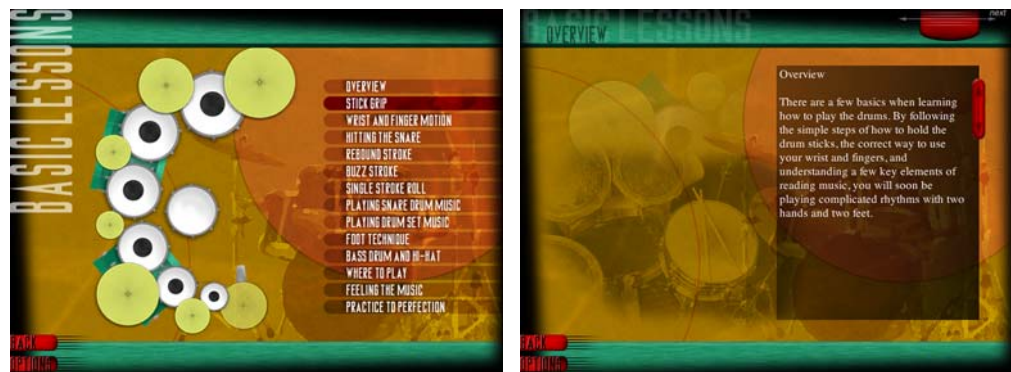 BASIC LESSONS
OVERVIEW
STICK GRIP
WRIST AND FINGER MOTION
HITTING THE SNARE
REBOUND STROKE
BUZZ STROKE
SINGLE STROKE ROLL
PLAYING SNARE DRUM MUSIC
PLAYING DRUM SET MUSIC
FOOT TECHNIQUE
BASS DRUM AND HI-HAT
WHERE TO PLAY
FEELING THE MUSIC
PRACTICE TO PERFECTION
BACK
OPTIONS
BASIC LESSONS
OVERVIEW
next
Overview
There are a few basics when learning
how to play the drums. By following
the simple steps of how to hold the
drum sticks, the correct way to use
your wrist and fingers, and
understanding a few key elements of
reading music, you will soon be
playing complicated rhythms with two
hands and two feet.
BACK
OPTIONS